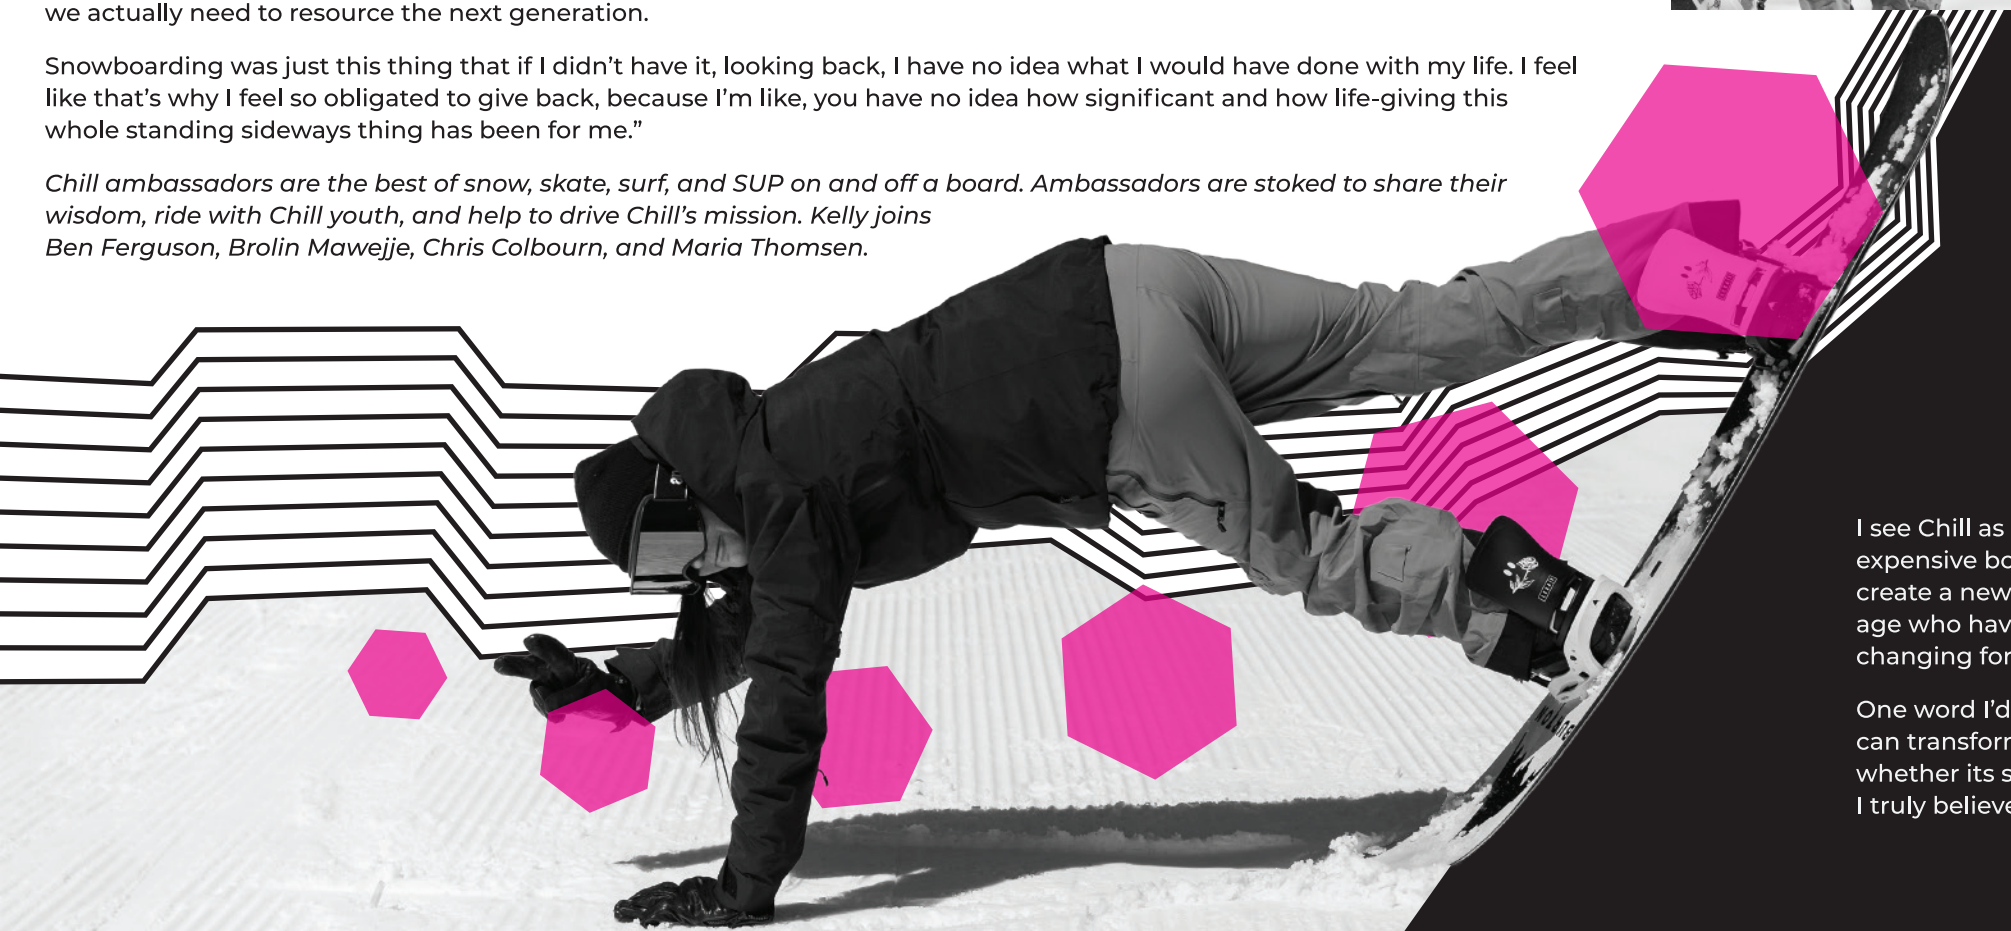 we actually need to resource the next generation.
Snowboarding was just this thing that if I didn’t have it, looking back, I have no idea what I would have done with my life. I feel
like that’s why I feel so obligated to give back, because I’m like, you have no idea how significant and how life-giving this
whole standing sideways thing has been for me.”
Chill ambassadors are the best of snow, skate, surf, and SUP on and off a board. Ambassadors are stoked to share their
wisdom, ride with Chill youth, and help to drive Chill’s mission. Kelly joins
Ben Ferguson, Brolin Mawejje, Chris Colbourn, and Maria Thomsen.
I see Chill as
expensive
create a new
age who
changing for
One word I’d
can
whether its
I truly
BURTON